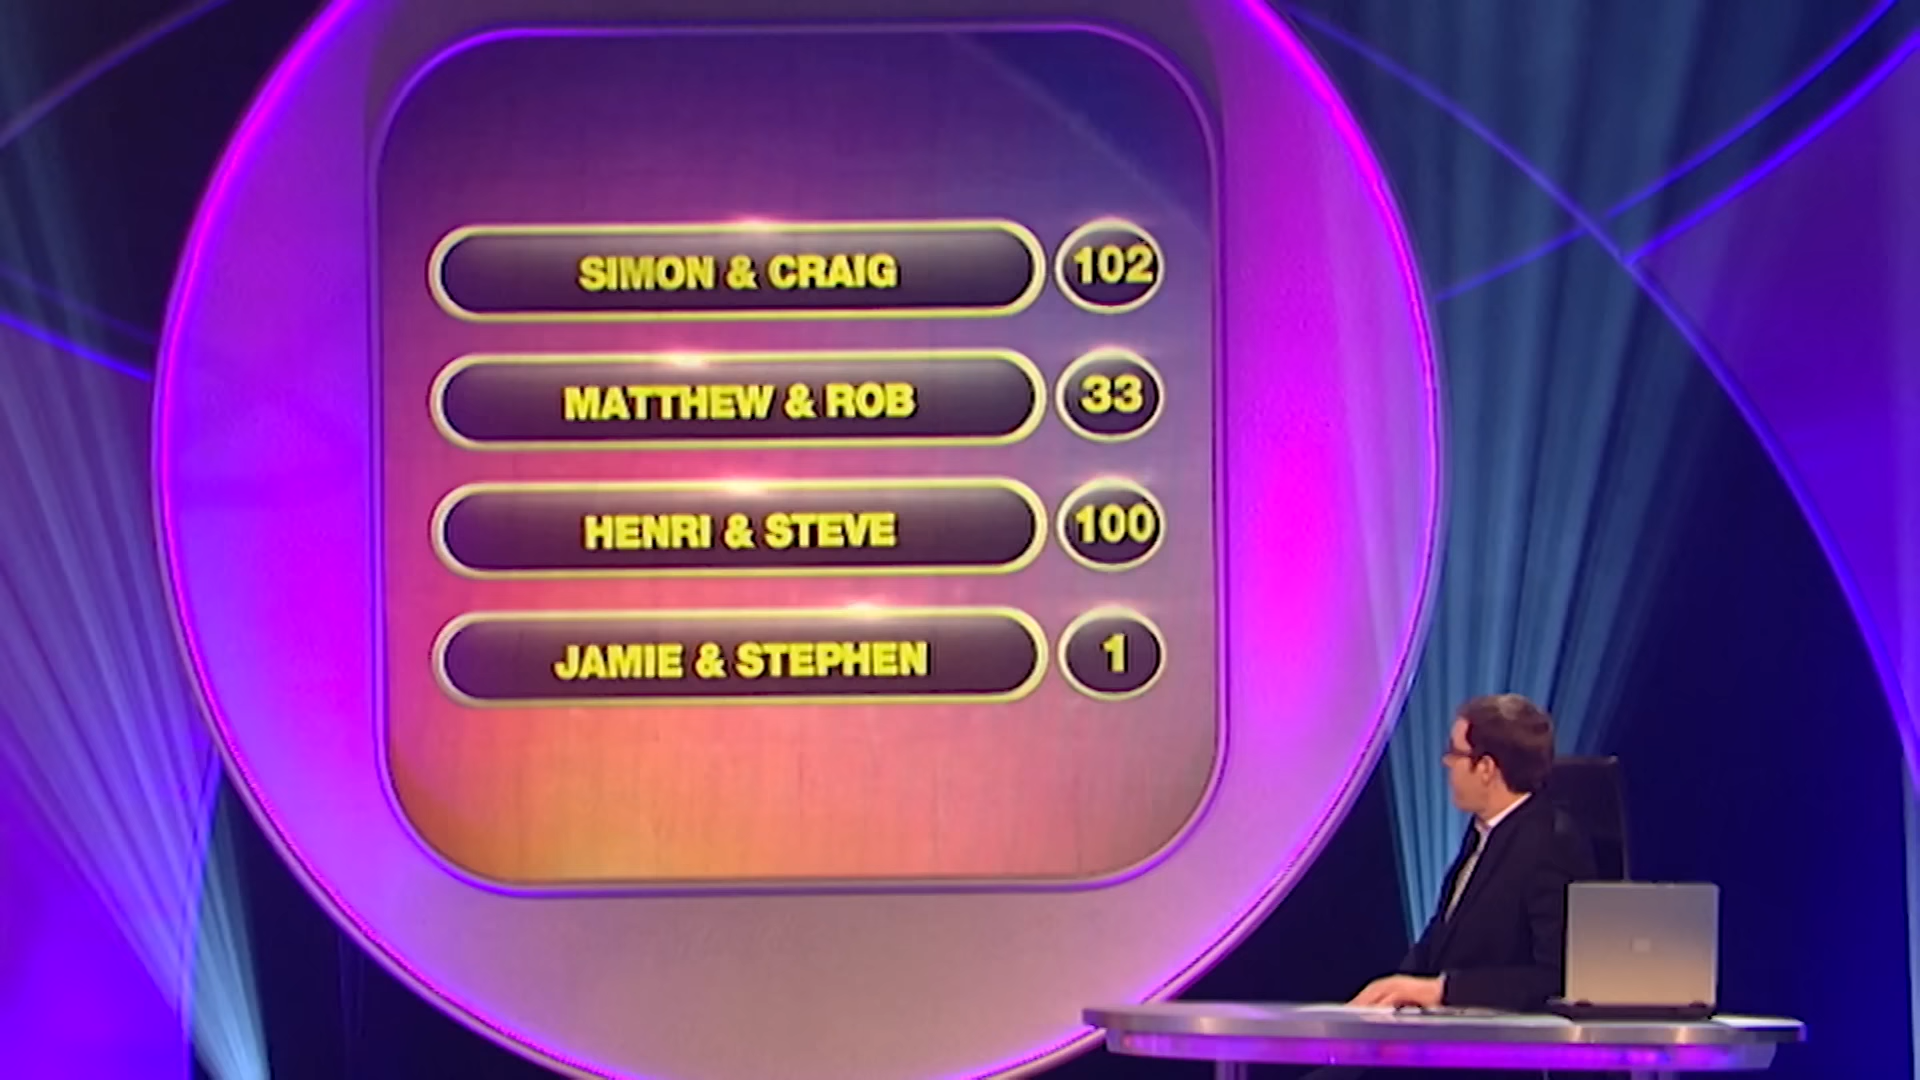 SIMON & CRAIG 102
MATTHEW & ROB 33
HENRI & STEVE 100
JAMIE & STEPHEN 1